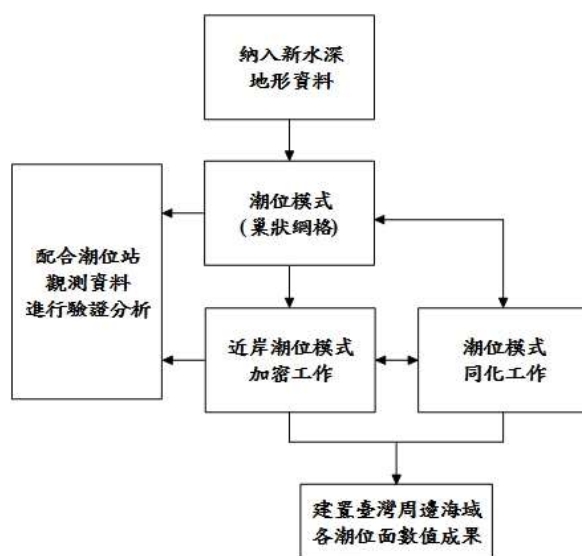 納入新水深
地形資料
潮位模式
(巢狀網格)
配合潮位站
觀測資料
進行驗證分析
近岸潮位模式
加密工作
潮位模式
同化工作
建置臺灣周邊海域
各潮位面數值成果